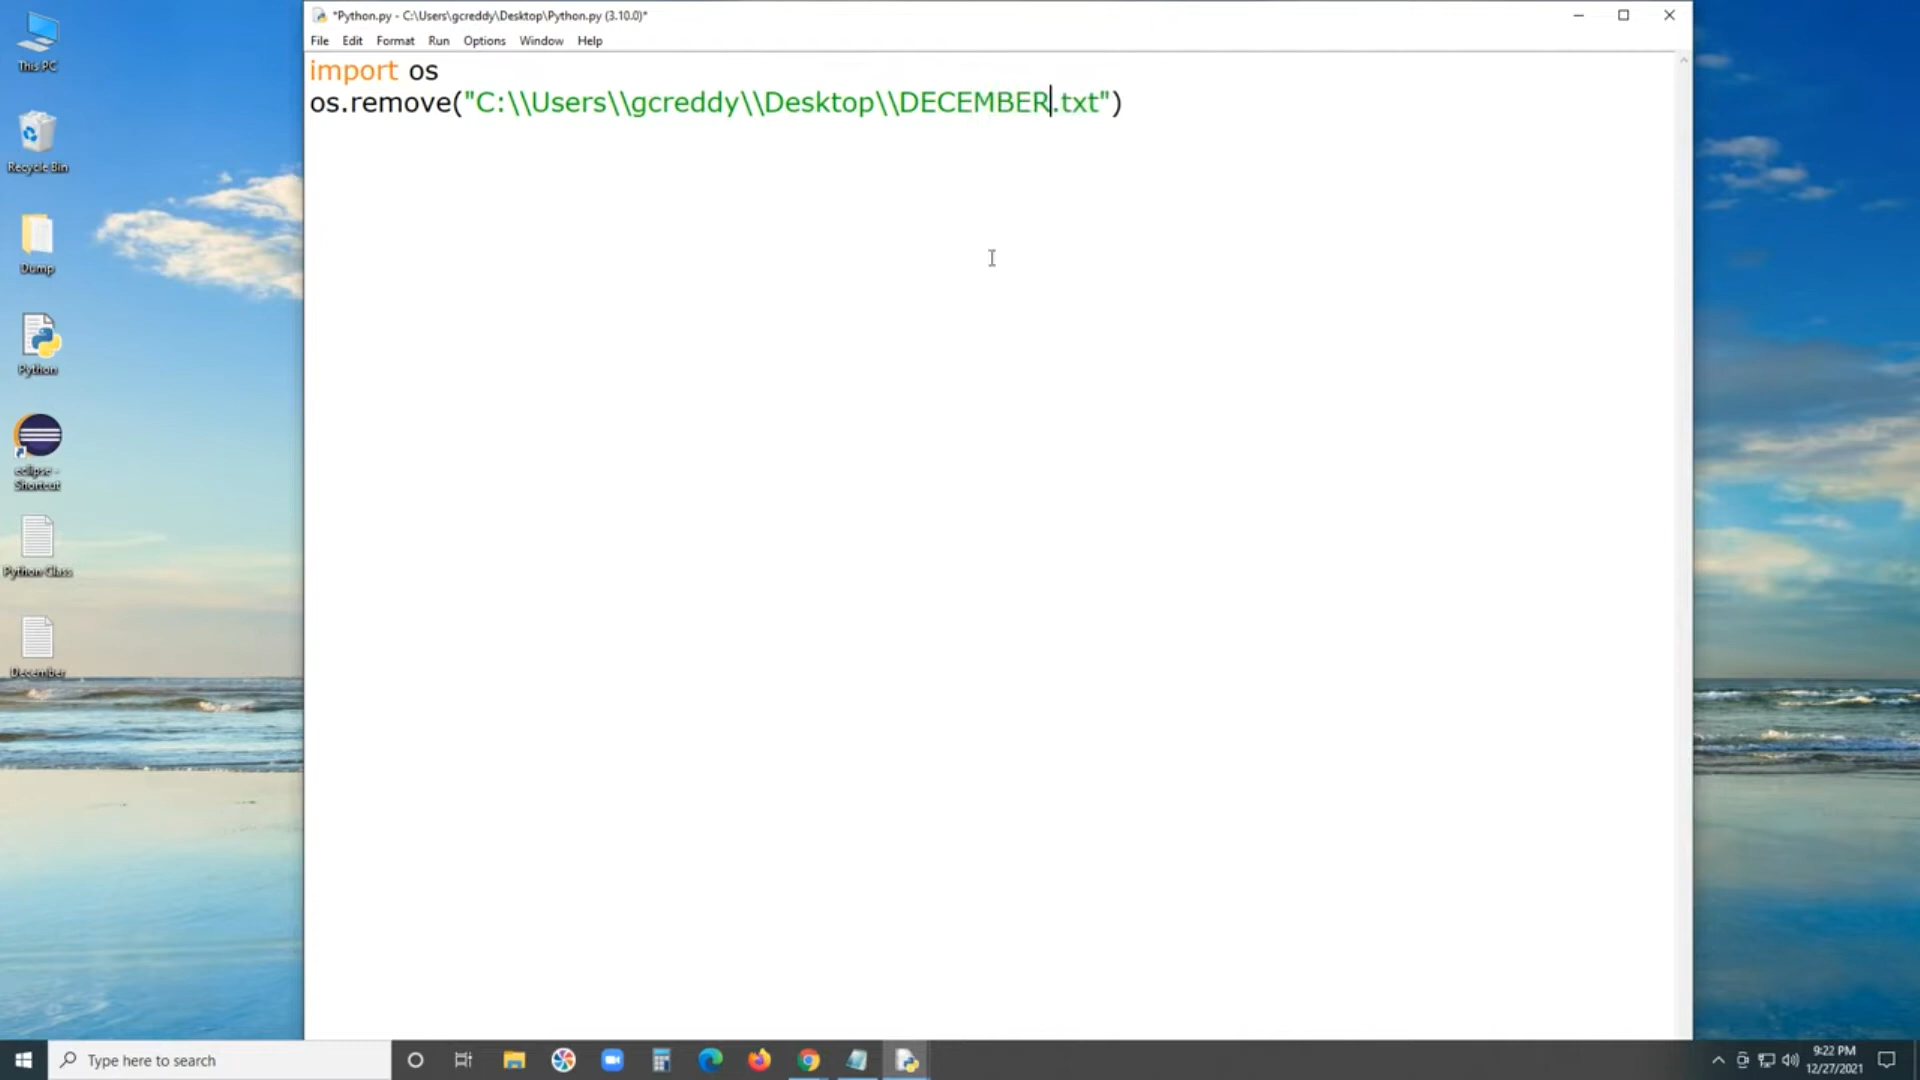 *Python.py - C:\Users\gcreddy\Desktop\Python.py (3.10.0)*
File Edit Format Run Options Window Help
import os
os.remove("C:\\Users\\gcreddy\\Desktop\\DECEMBER.txt")
This PC
Recycle Bin
Dump
Python
eclipse -
Shortcut
Python Class
December
Type here to search
9:22 PM
12/27/2021